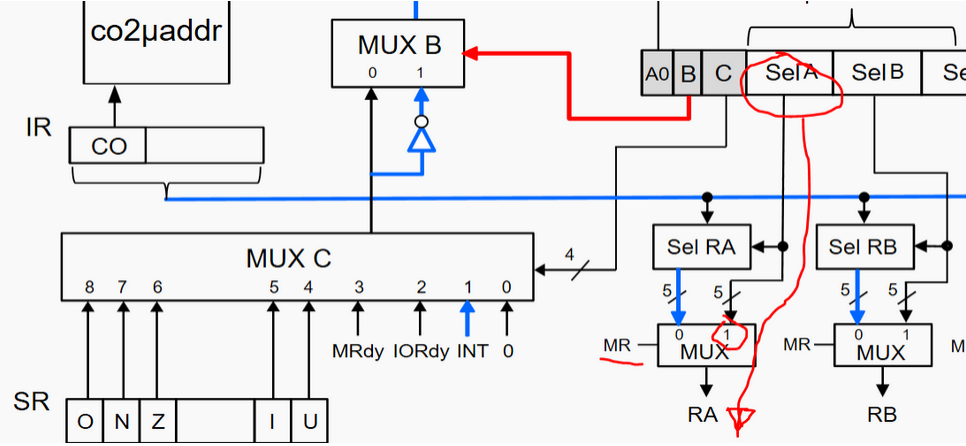 co2µaddr
MUX B
0 1
A0 B C SelA SelB Se
IR
CO
MUX C
8 7 6 5 4 3 2 1 0
4
Sel RA
Sel RB
5 5
5 5
MRdy IORdy INT 0
MR
0 1
MUX
MR
0 1
MUX
M
SR
O N Z I U
RA
RB